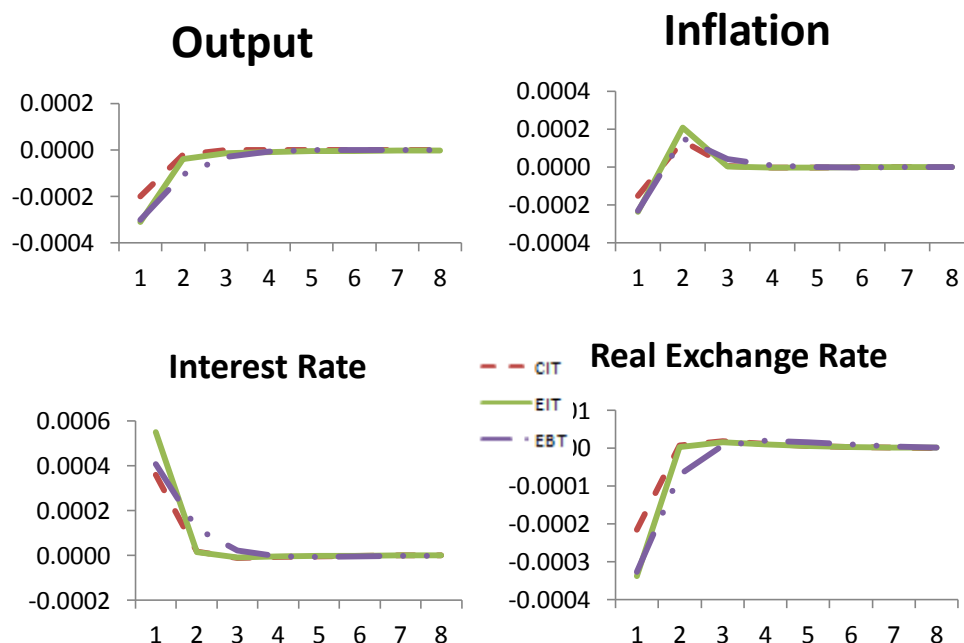 Output
0.0002
0.0000
-0.0002
-0.0004
1 2 3 4 5 6 7 8
Inflation
0.0004
0.0002
0.0000
-0.0002
-0.0004
1 2 3 4 5 6 7 8
Interest Rate
0.0006
0.0004
0.0002
0.0000
-0.0002
1 2 3 4 5 6 7 8
CIT
EIT
EBT
Real Exchange Rate
01
00
-0.0001
-0.0002
-0.0003
-0.0004
1 2 3 4 5 6 7 8